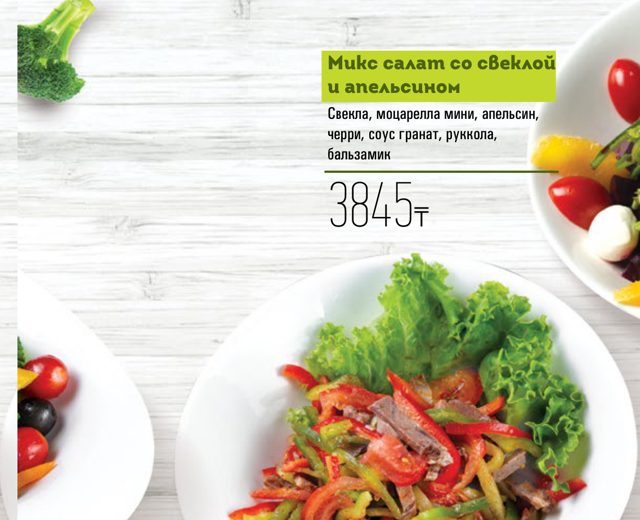 Микс салат со свеклой
и апельсином
Свекла, моцарелла мини, апельсин,
черри, соус гранат, руккола,
бальзамик
3845₸